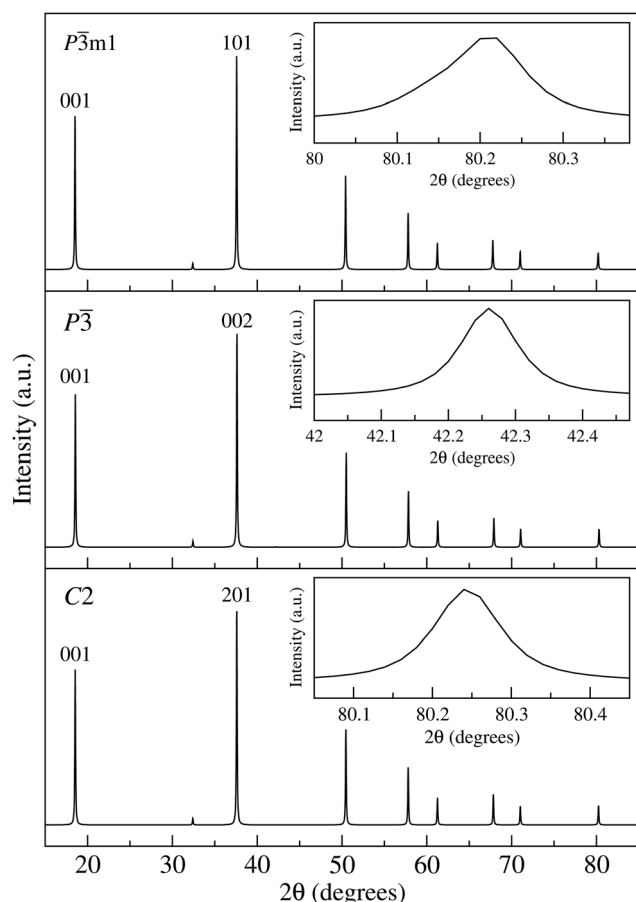 P3̅m1
001
101
Intensity (a.u.)
80 80.1 80.2 80.3
2θ (degrees)
P3̅
001
002
Intensity (a.u.)
42 42.1 42.2 42.3 42.4
2θ (degrees)
Intensity (a.u.)
C2
001
201
Intensity (a.u.)
80.1 80.2 80.3 80.4
2θ (degrees)
20 30 40 50 60 70 80
2θ (degrees)